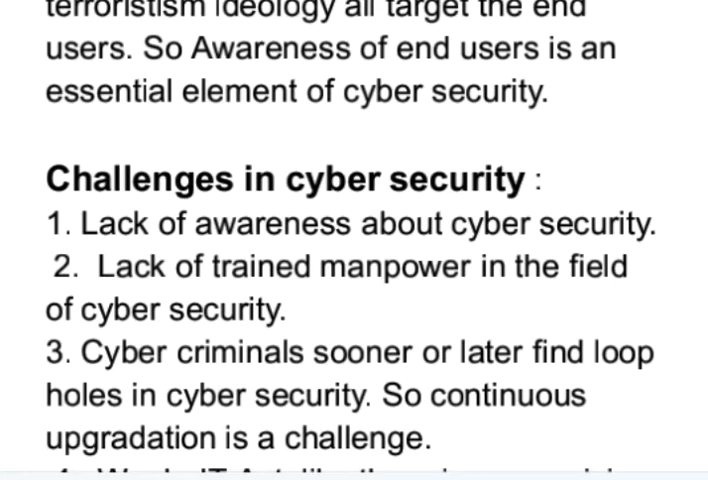 terroristism Ideology all target the end
users. So Awareness of end users is an
essential element of cyber security.
Challenges in cyber security :
1. Lack of awareness about cyber security.
2.  Lack of trained manpower in the field
of cyber security.
3. Cyber criminals sooner or later find loop
holes in cyber security. So continuous
upgradation is a challenge.